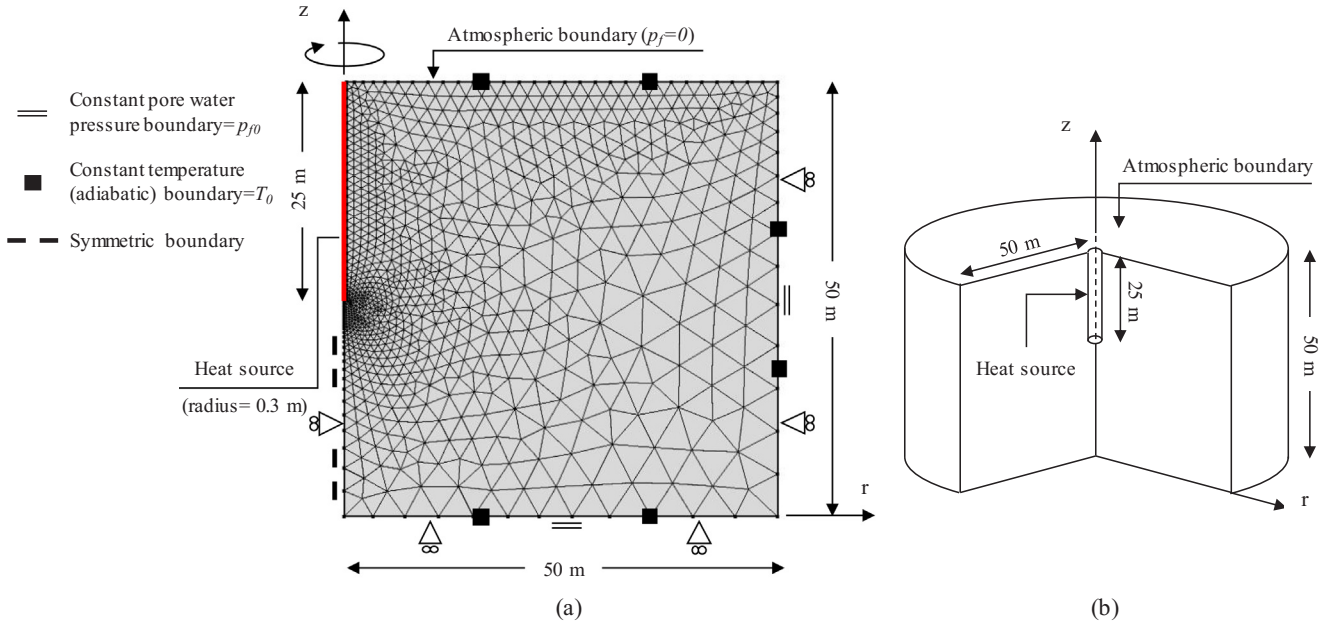 z
Atmospheric boundary (p_f=0)
Constant pore water
pressure boundary=p_f0
Constant temperature
(adiabatic) boundary=T_0
Symmetric boundary
25 m
50 m
Heat source
(radius= 0.3 m)
r
50 m
(a)
z
Atmospheric boundary
50 m
25 m
50 m
Heat source
r
(b)